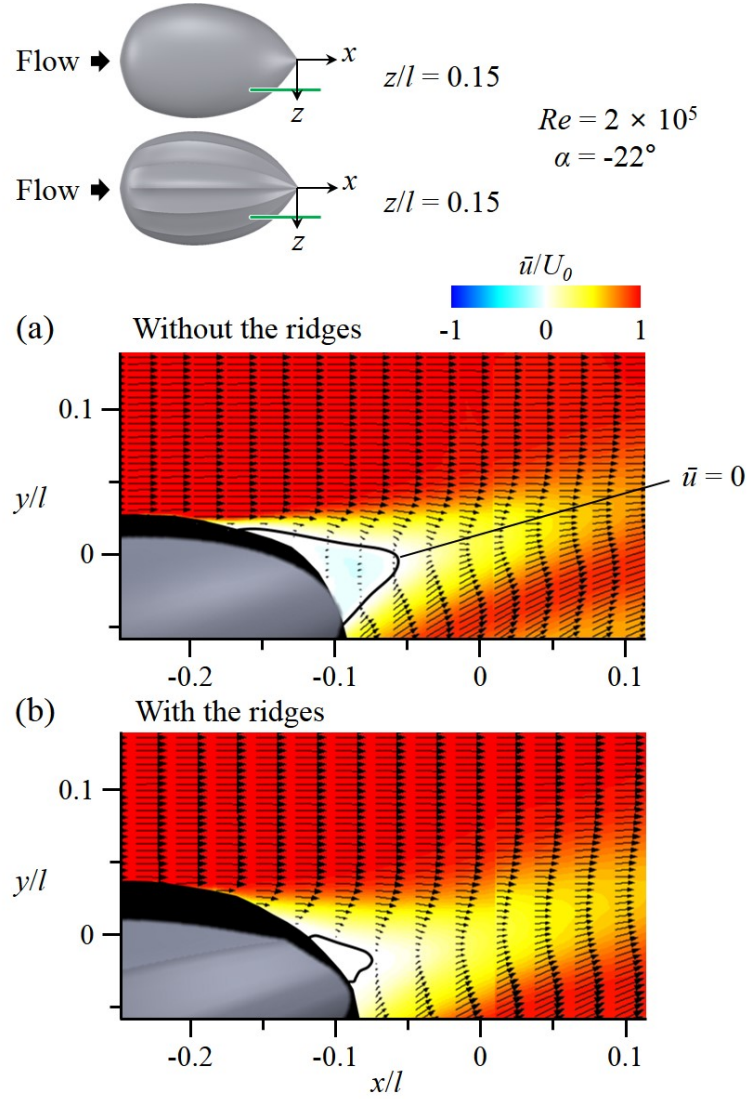 Flow
x
z/l = 0.15
z
Re = 2 × 10⁵
α = -22°
Flow
x
z/l = 0.15
z
ū/U₀
-1 0 1
(a) Without the ridges
0.1
y/l
ū = 0
0
-0.2 -0.1 0 0.1
(b) With the ridges
0.1
y/l
0
-0.2 -0.1 0 0.1
x/l